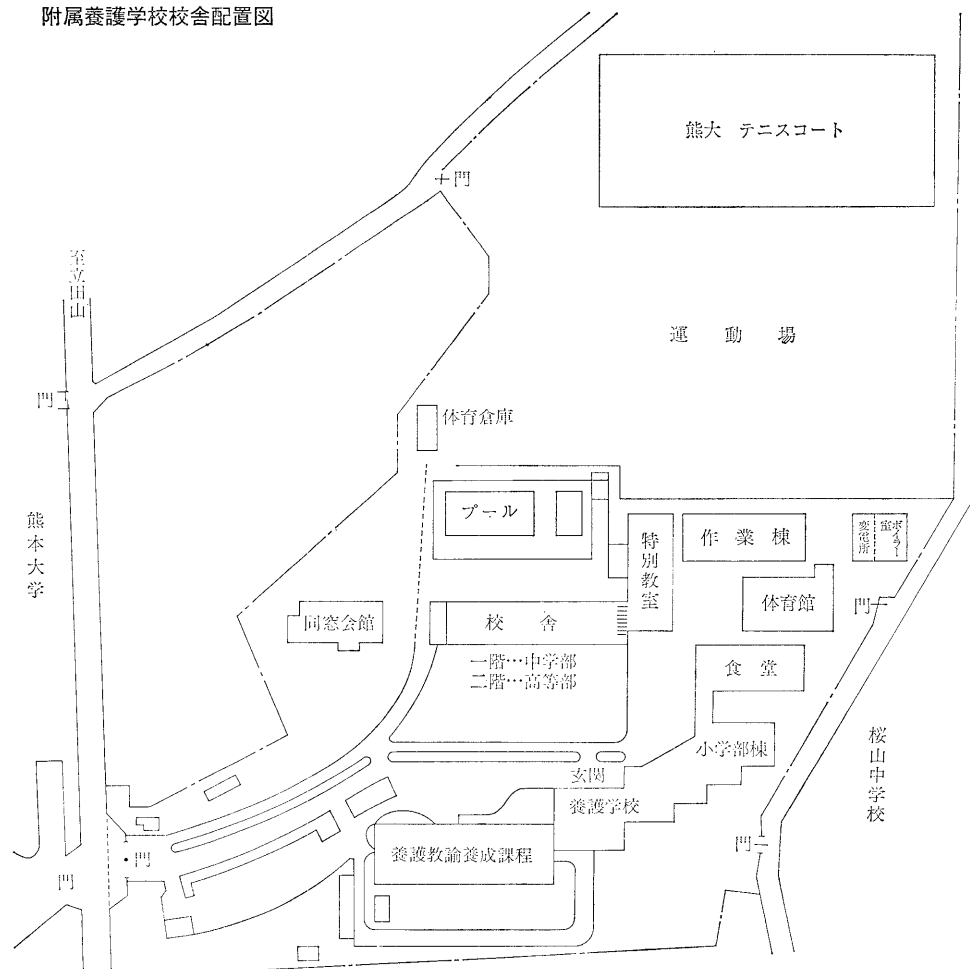 附属養護学校校舎配置図
熊大 テニスコート
門
至立田山
運動場
門
体育倉庫
プール
熊本大学
特別教室
作業棟
変電所
ボイラー室
同窓会館
校舎
体育館
門
一階…中学部
二階…高等部
食堂
桜山中学校
小学部棟
玄関
養護学校
門
養護教諭養成課程
門
門